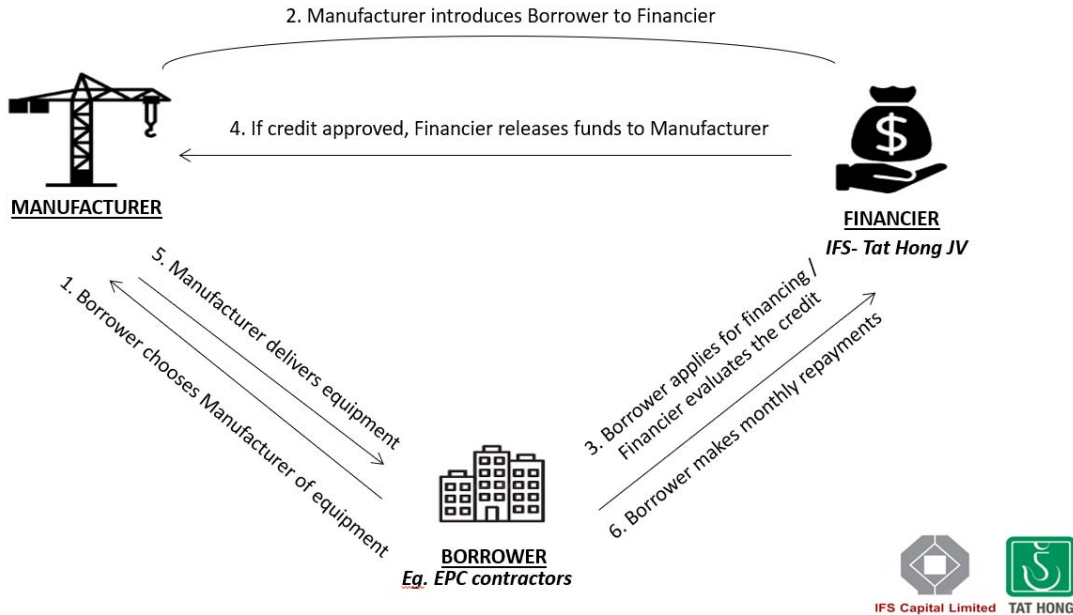 2. Manufacturer introduces Borrower to Financier
4. If credit approved, Financier releases funds to Manufacturer
$
MANUFACTURER
FINANCIER
IFS- Tat Hong JV
5. Manufacturer delivers equipment
1. Borrower chooses Manufacturer of equipment
3. Borrower applies for financing /
Financier evaluates the credit
6. Borrower makes monthly repayments
BORROWER
Eg. EPC contractors
IFS Capital Limited
TAT HONG